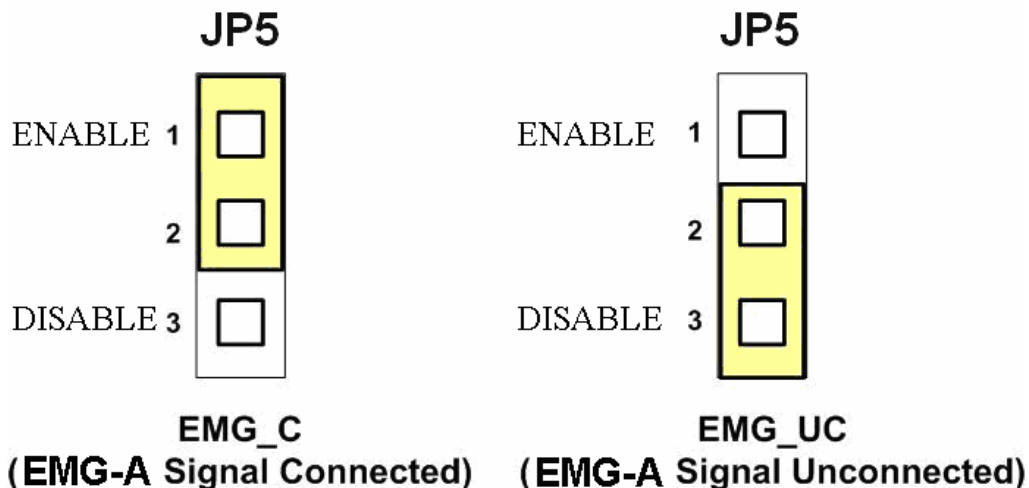 JP5
ENABLE 1
2
DISABLE 3
EMG_C
(EMG-A Signal Connected)
JP5
ENABLE 1
2
DISABLE 3
EMG_UC
(EMG-A Signal Unconnected)